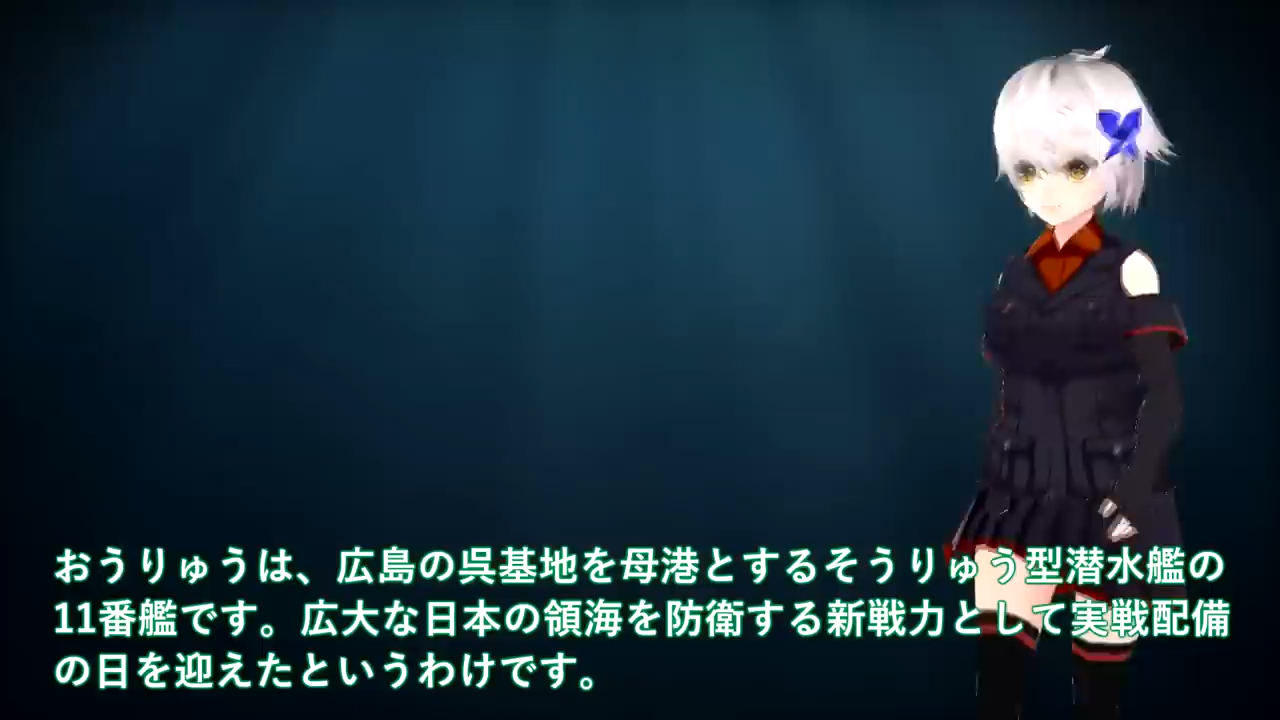 おうりゅうは、広島の呉基地を母港とするそうりゅう型潜水艦の
11番艦です。広大な日本の領海を防衛する新戦力として実戦配備
の日を迎えたというわけです。